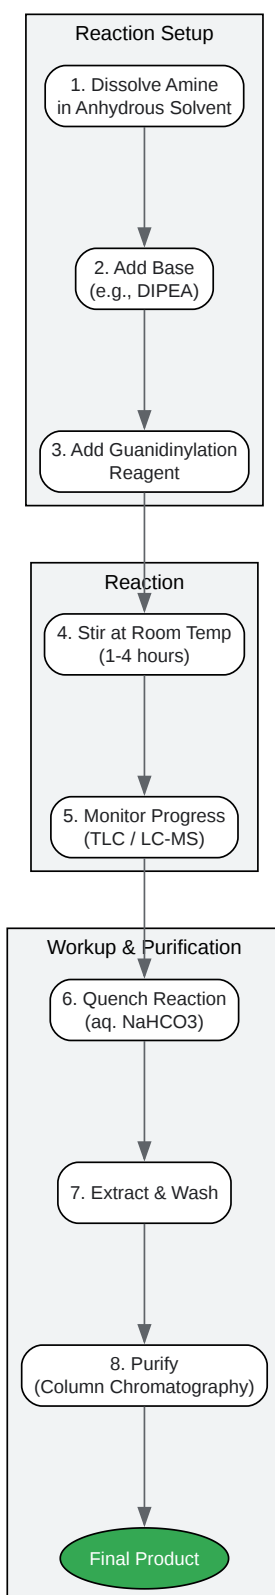 Reaction Setup
1. Dissolve Amine
in Anhydrous Solvent
2. Add Base
(e.g., DIPEA)
3. Add Guanidinylation
Reagent
Reaction
4. Stir at Room Temp
(1-4 hours)
5. Monitor Progress
(TLC / LC-MS)
Workup & Purification
6. Quench Reaction
(aq. NaHCO3)
7. Extract & Wash
8. Purify
(Column Chromatography)
Final Product